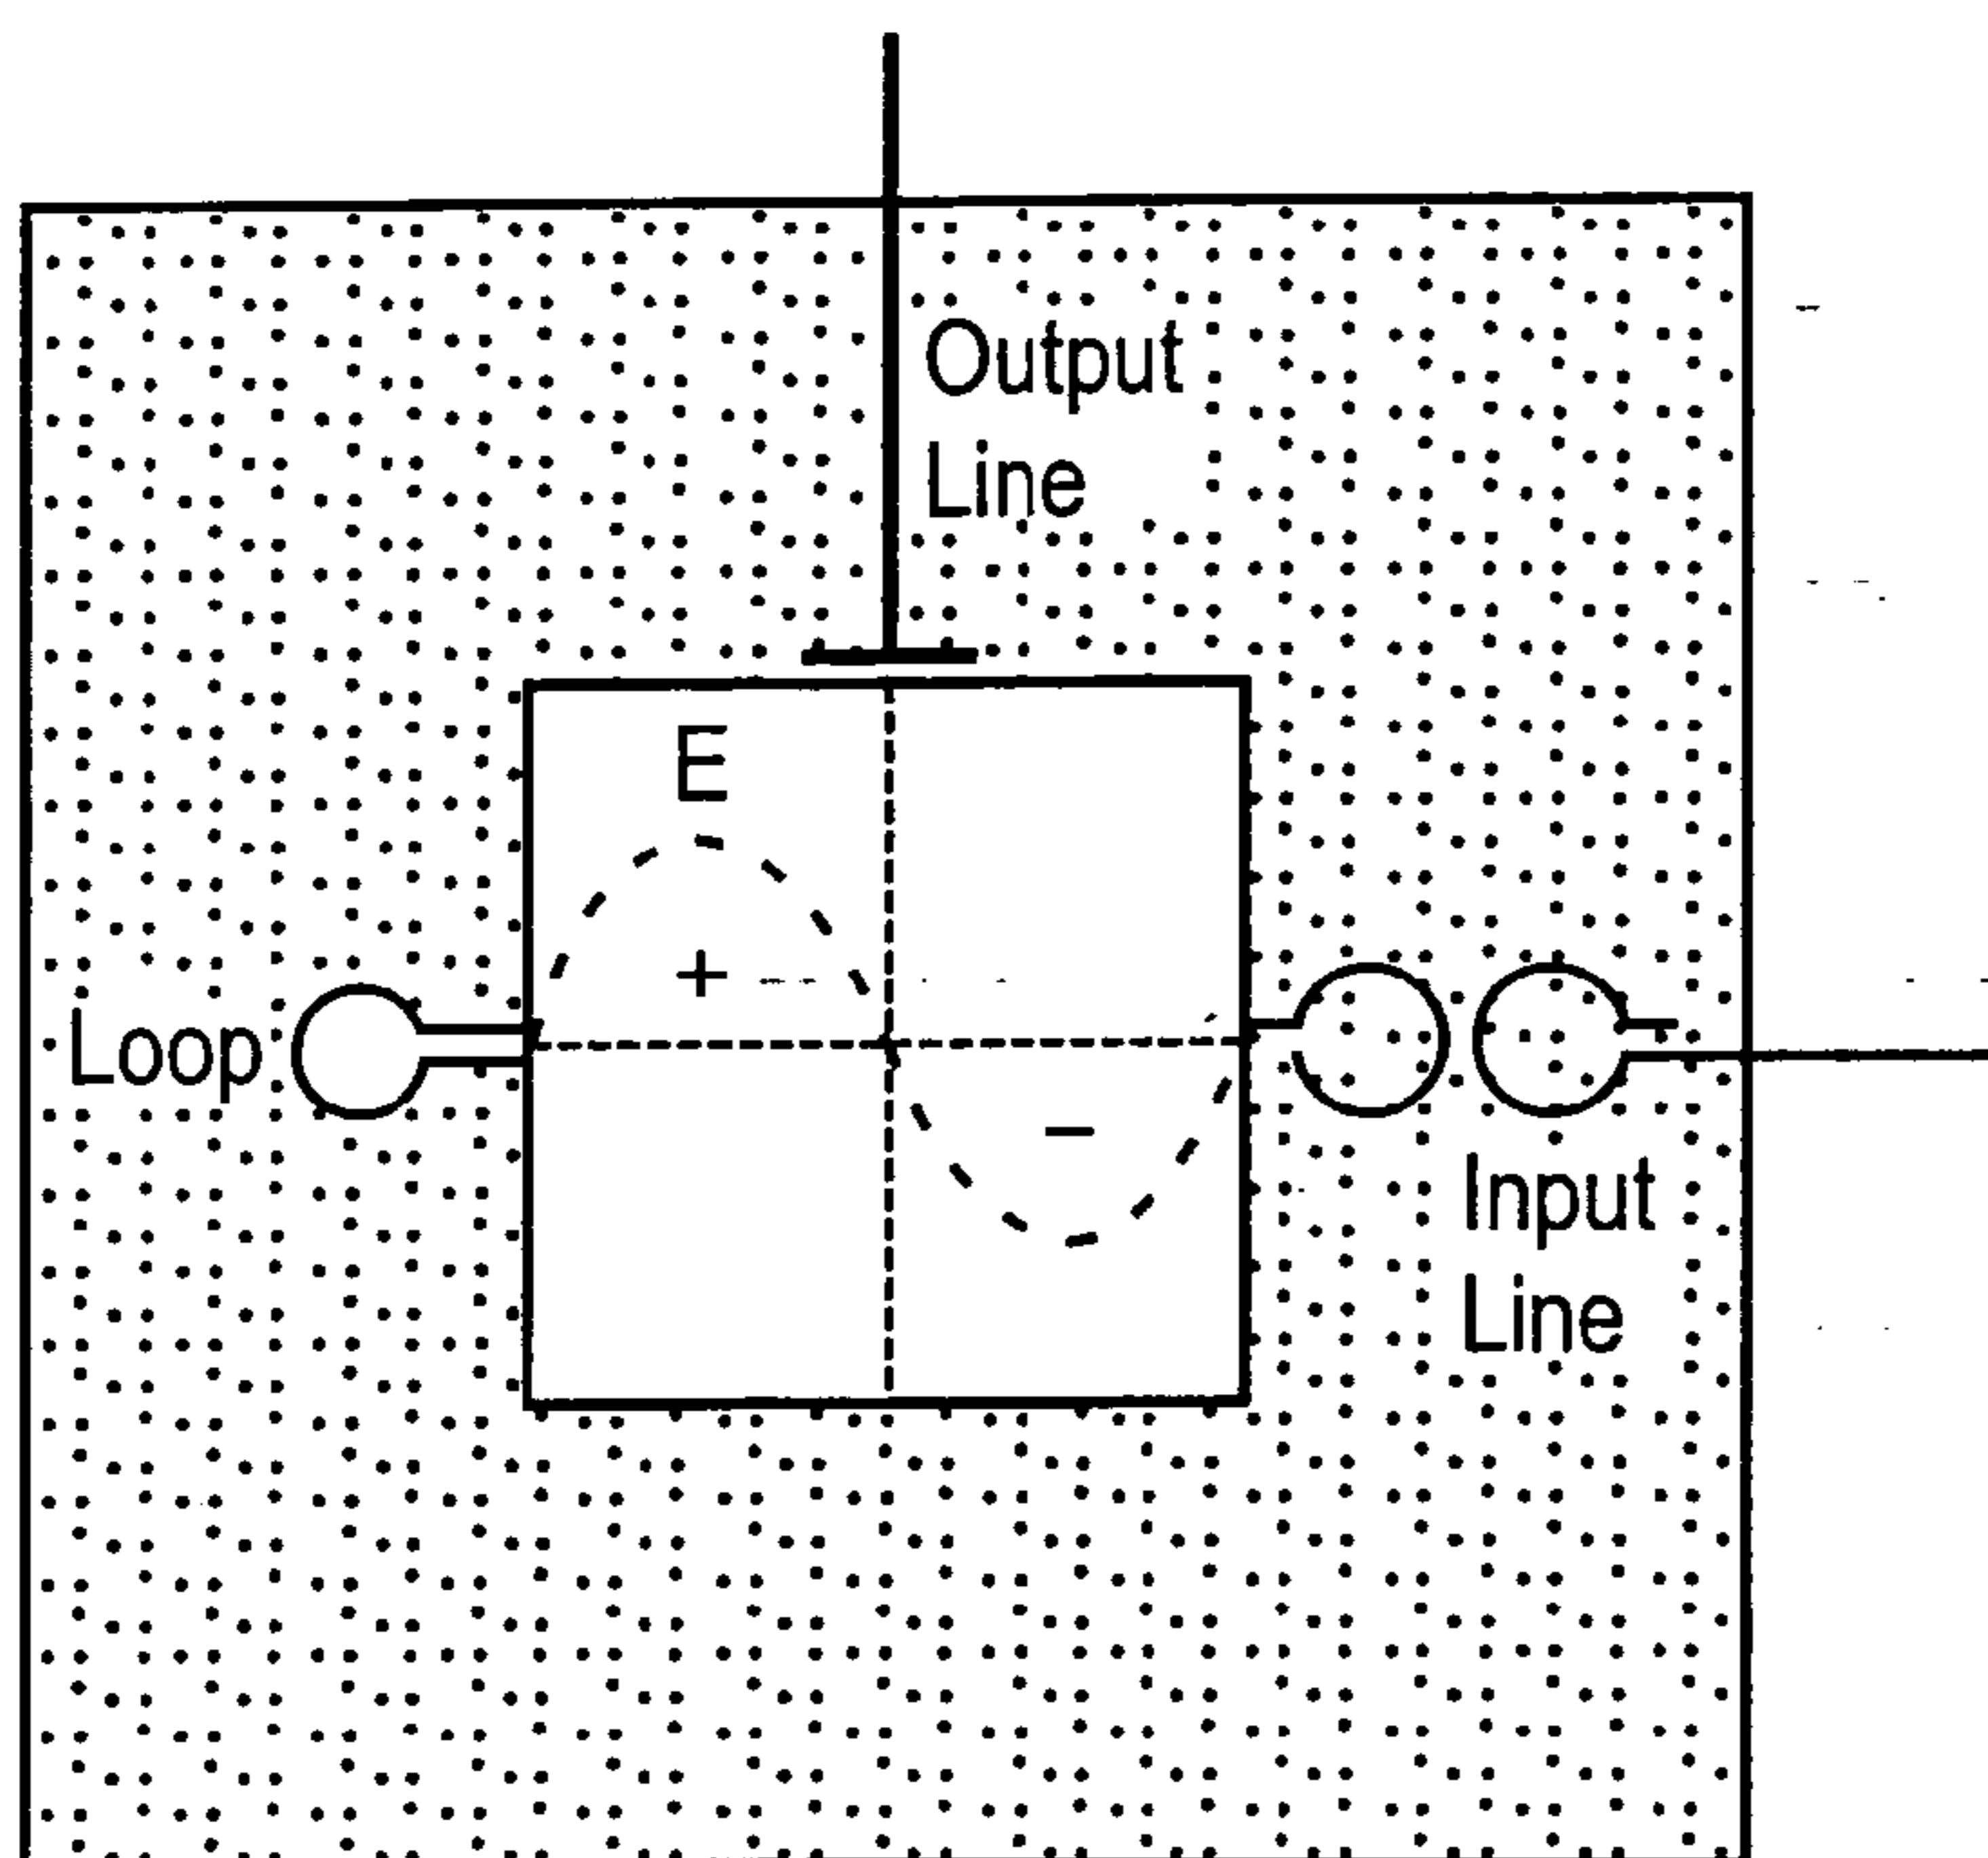 Output
Line
E
+
Loop
−
Input
Line